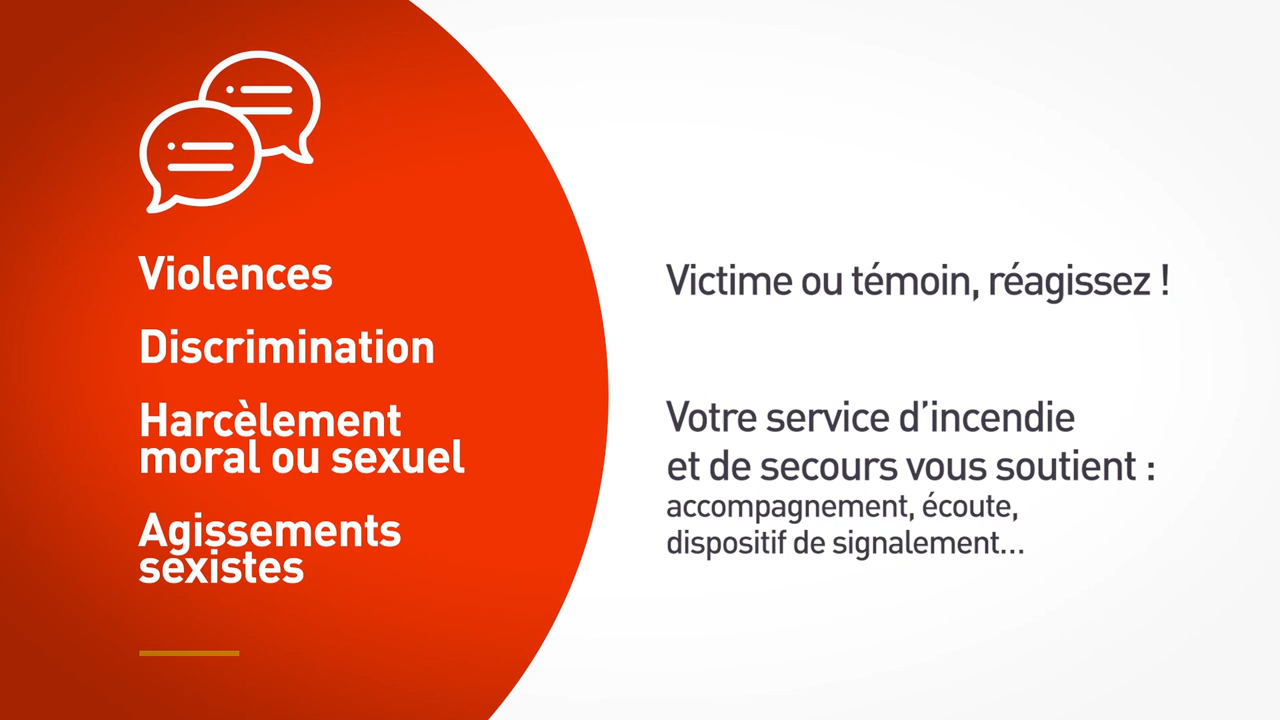 Violences
Discrimination
Harcèlement
moral ou sexuel
Agissements
sexistes
Victime ou témoin, réagissez !
Votre service d’incendie
et de secours vous soutient :
accompagnement, écoute,
dispositif de signalement...